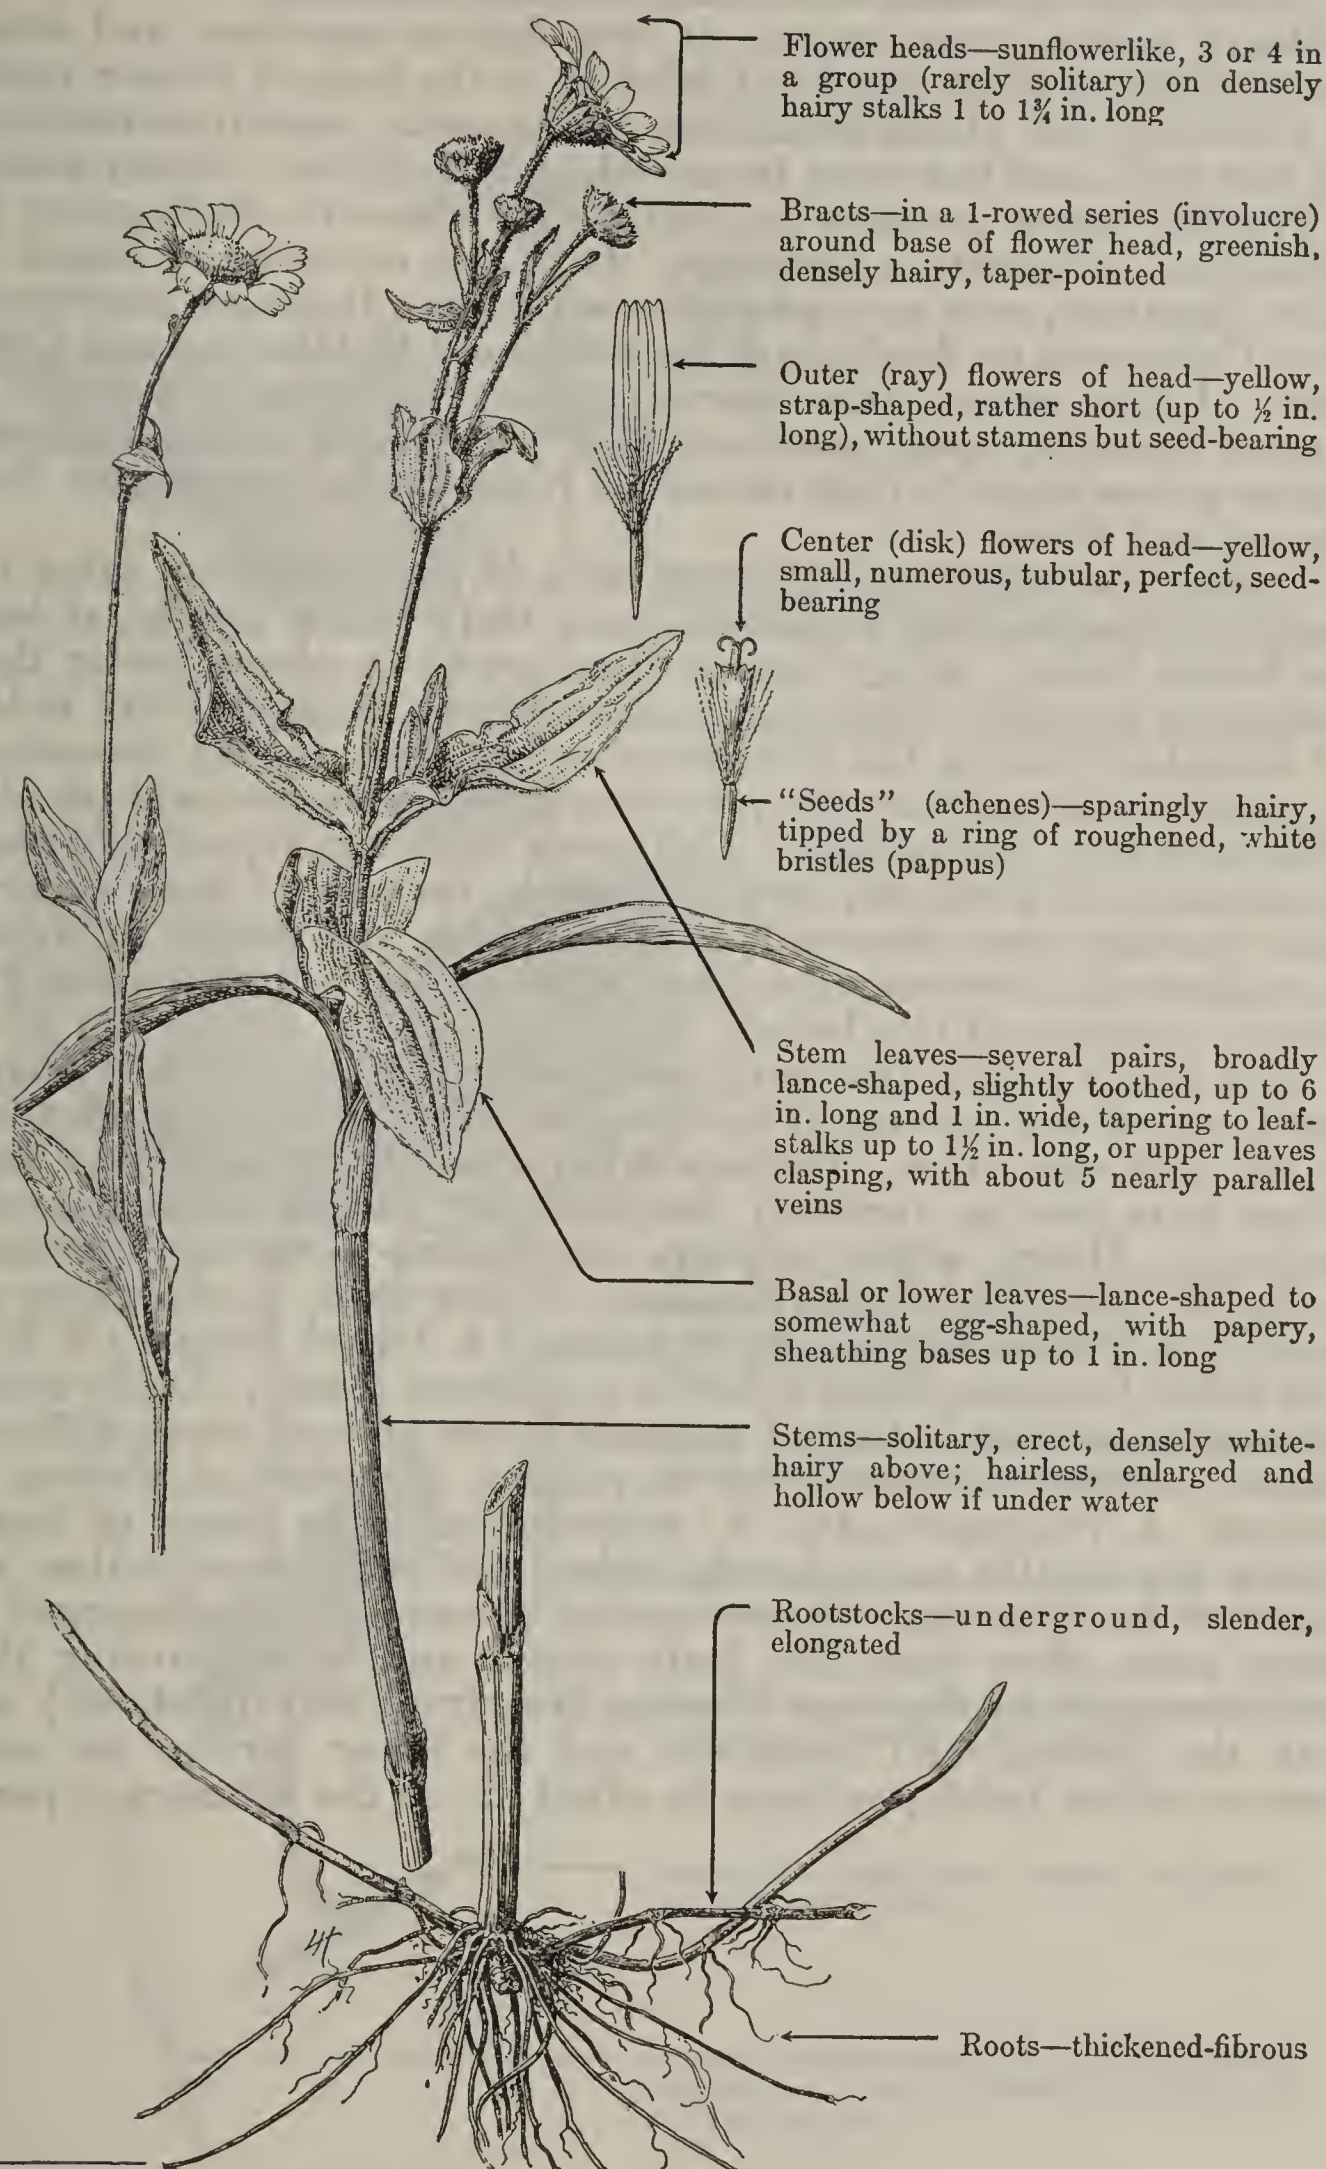 Flower heads—sunflowerlike, 3 or 4 in
a group (rarely solitary) on densely
hairy stalks 1 to 1¾ in. long
Bracts—in a 1-rowed series (involucre)
around base of flower head, greenish,
densely hairy, taper-pointed
Outer (ray) flowers of head—yellow,
strap-shaped, rather short (up to ½ in.
long), without stamens but seed-bearing
Center (disk) flowers of head—yellow,
small, numerous, tubular, perfect, seed-
bearing
“Seeds” (achenes)—sparingly hairy,
tipped by a ring of roughened, white
bristles (pappus)
Stem leaves—several pairs, broadly
lance-shaped, slightly toothed, up to 6
in. long and 1 in. wide, tapering to leaf-
stalks up to 1½ in. long, or upper leaves
clasping, with about 5 nearly parallel
veins
Basal or lower leaves—lance-shaped to
somewhat egg-shaped, with papery,
sheathing bases up to 1 in. long
Stems—solitary, erect, densely white-
hairy above; hairless, enlarged and
hollow below if under water
Rootstocks—underground, slender,
elongated
Roots—thickened-fibrous